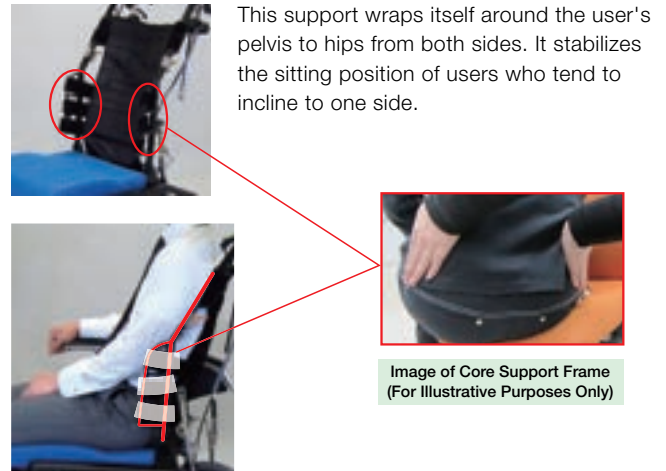 This support wraps itself around the user's
pelvis to hips from both sides. It stabilizes
the sitting position of users who tend to
incline to one side.
Image of Core Support Frame
(For Illustrative Purposes Only)